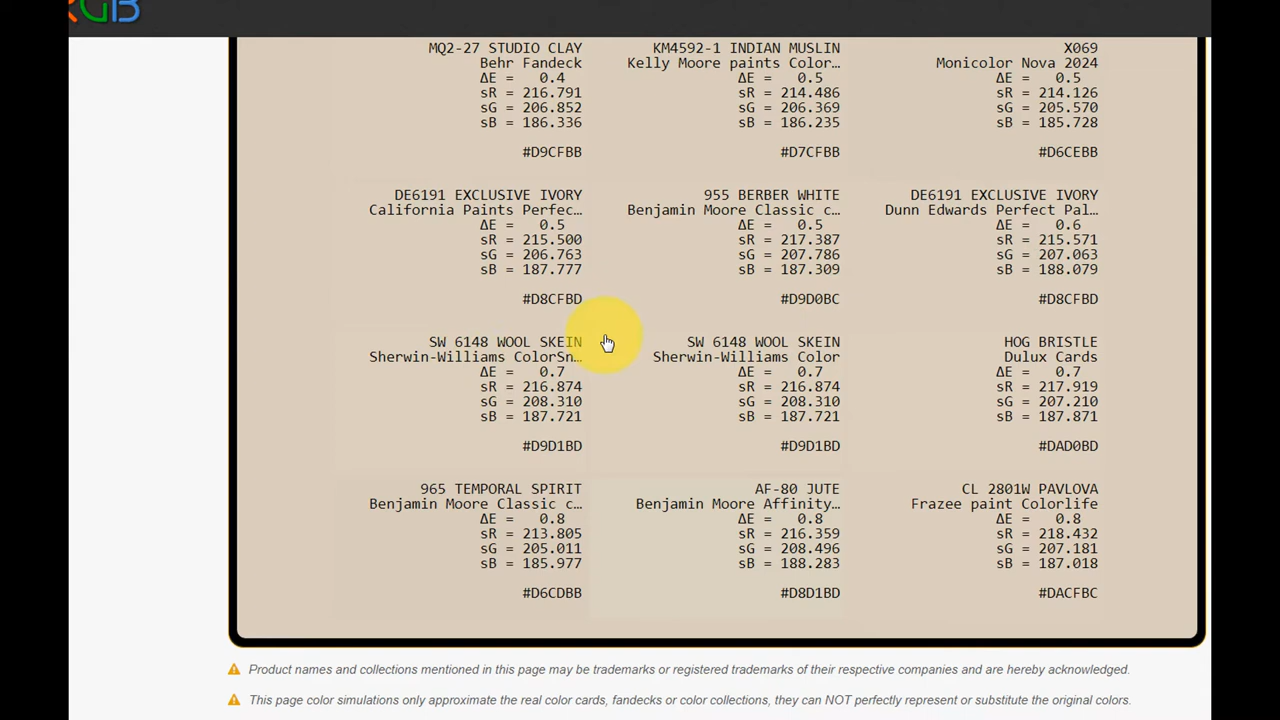 RGB
MQ2-27 STUDIO CLAY
Behr Fandeck
ΔE = 0.4
sR = 216.791
sG = 206.852
sB = 186.336
#D9CFBB
KM4592-1 INDIAN MUSLIN
Kelly Moore paints Color…
ΔE = 0.5
sR = 214.486
sG = 206.369
sB = 186.235
#D7CFBB
X069
Monicolor Nova 2024
ΔE = 0.5
sR = 214.126
sG = 205.570
sB = 185.728
#D6CEBB
DE6191 EXCLUSIVE IVORY
California Paints Perfec…
ΔE = 0.5
sR = 215.500
sG = 206.763
sB = 187.777
#D8CFBD
955 BERBER WHITE
Benjamin Moore Classic c…
ΔE = 0.5
sR = 217.387
sG = 207.786
sB = 187.309
#D9D0BC
DE6191 EXCLUSIVE IVORY
Dunn Edwards Perfect Pal…
ΔE = 0.6
sR = 215.571
sG = 207.063
sB = 188.079
#D8CFBD
SW 6148 WOOL SKEIN
Sherwin-Williams ColorSn…
ΔE = 0.7
sR = 216.874
sG = 208.310
sB = 187.721
#D9D1BD
SW 6148 WOOL SKEIN
Sherwin-Williams Color
ΔE = 0.7
sR = 216.874
sG = 208.310
sB = 187.721
#D9D1BD
HOG BRISTLE
Dulux Cards
ΔE = 0.7
sR = 217.919
sG = 207.210
sB = 187.871
#DAD0BD
965 TEMPORAL SPIRIT
Benjamin Moore Classic c…
ΔE = 0.8
sR = 213.805
sG = 205.011
sB = 185.977
#D6CDBB
AF-80 JUTE
Benjamin Moore Affinity…
ΔE = 0.8
sR = 216.359
sG = 208.496
sB = 188.283
#D8D1BD
CL 2801W PAVLOVA
Frazee paint Colorlife
ΔE = 0.8
sR = 218.432
sG = 207.181
sB = 187.018
#DACFBC
Product names and collections mentioned in this page may be trademarks or registered trademarks of their respective companies and are hereby acknowledged.
This page color simulations only approximate the real color cards, fandecks or color collections, they can NOT perfectly represent or substitute the original colors.